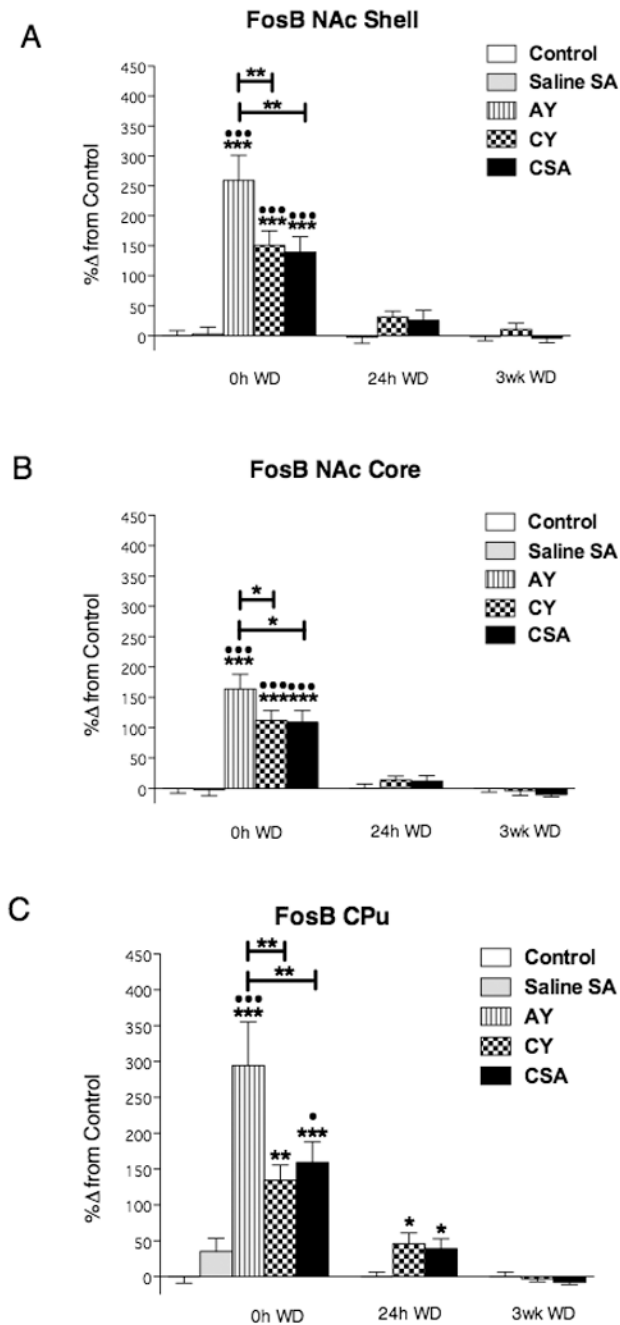 A
FosB NAc Shell
Control
Saline SA
AY
CY
CSA
%Δ from Control
450
400
350
300
250
200
150
100
50
0
**
**
•••
***
•••
***
•••
***
0h WD
24h WD
3wk WD
B
FosB NAc Core
Control
Saline SA
AY
CY
CSA
%Δ from Control
450
400
350
300
250
200
150
100
50
0
*
*
•••
***
•••
***
•••
***
0h WD
24h WD
3wk WD
C
FosB CPu
Control
Saline SA
AY
CY
CSA
%Δ from Control
450
400
350
300
250
200
150
100
50
0
**
**
•••
***
**
•
***
*
*
0h WD
24h WD
3wk WD